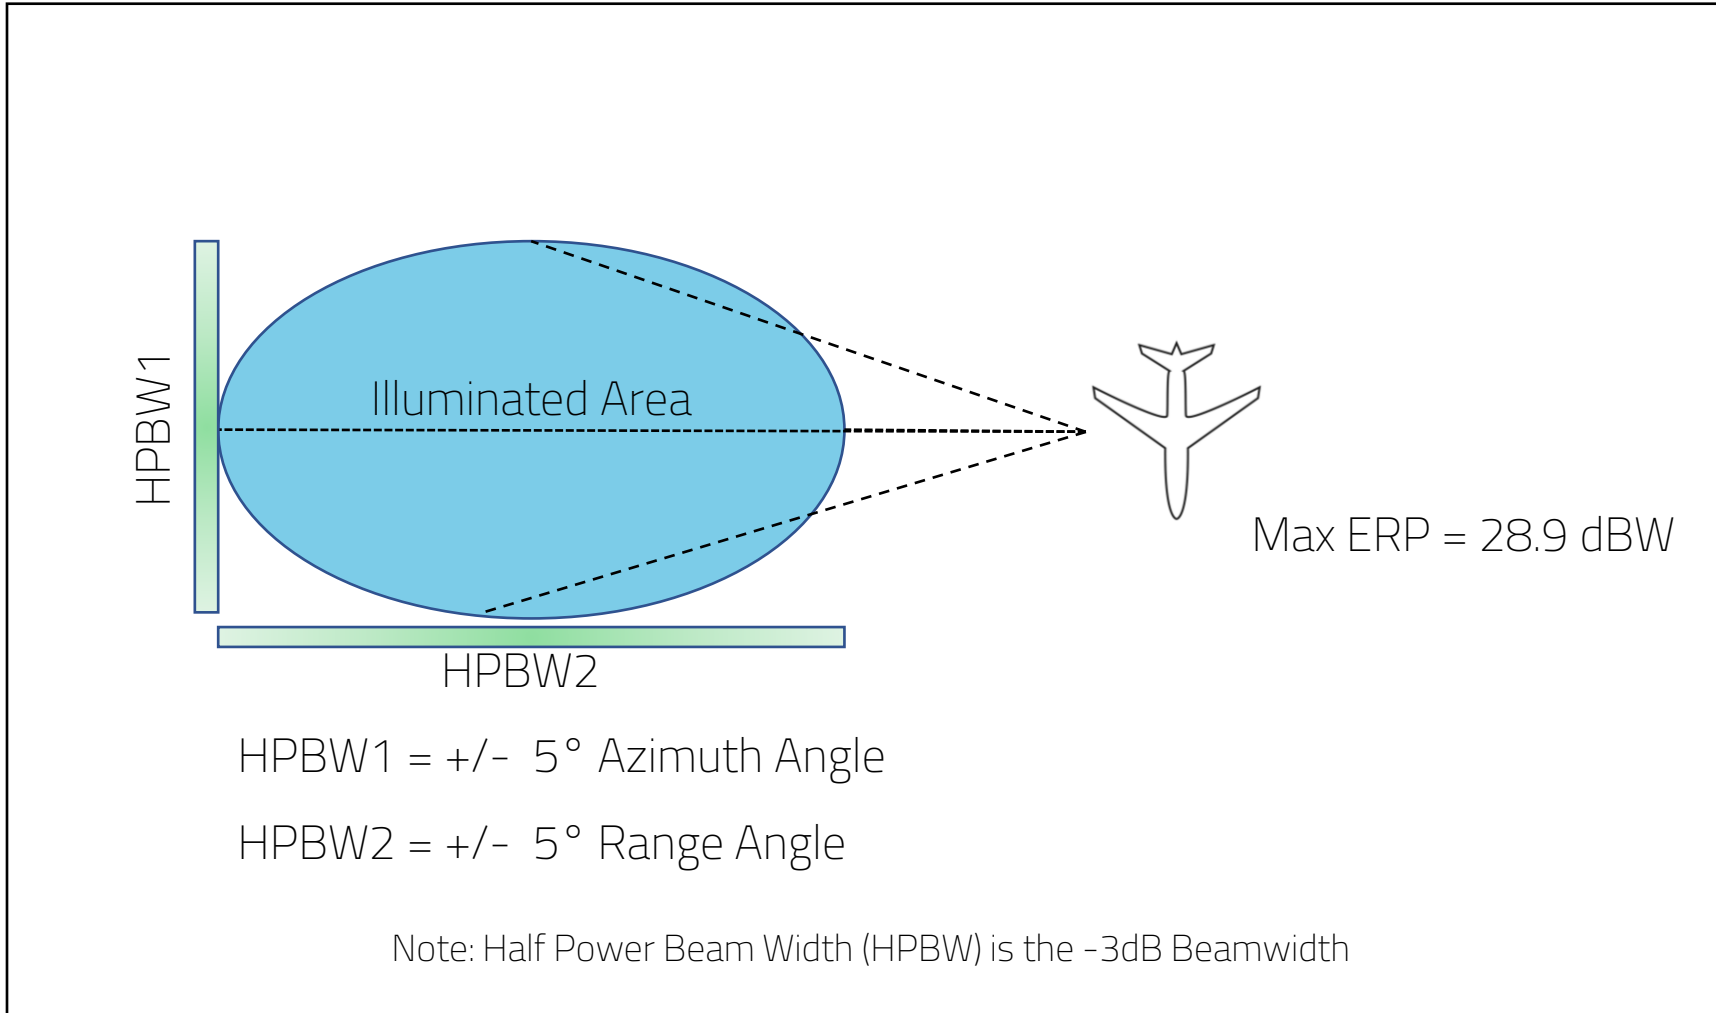 HPBW1
Illuminated Area
Max ERP = 28.9 dBW
HPBW2
HPBW1 = +/- 5° Azimuth Angle
HPBW2 = +/- 5° Range Angle
Note: Half Power Beam Width (HPBW) is the -3dB Beamwidth